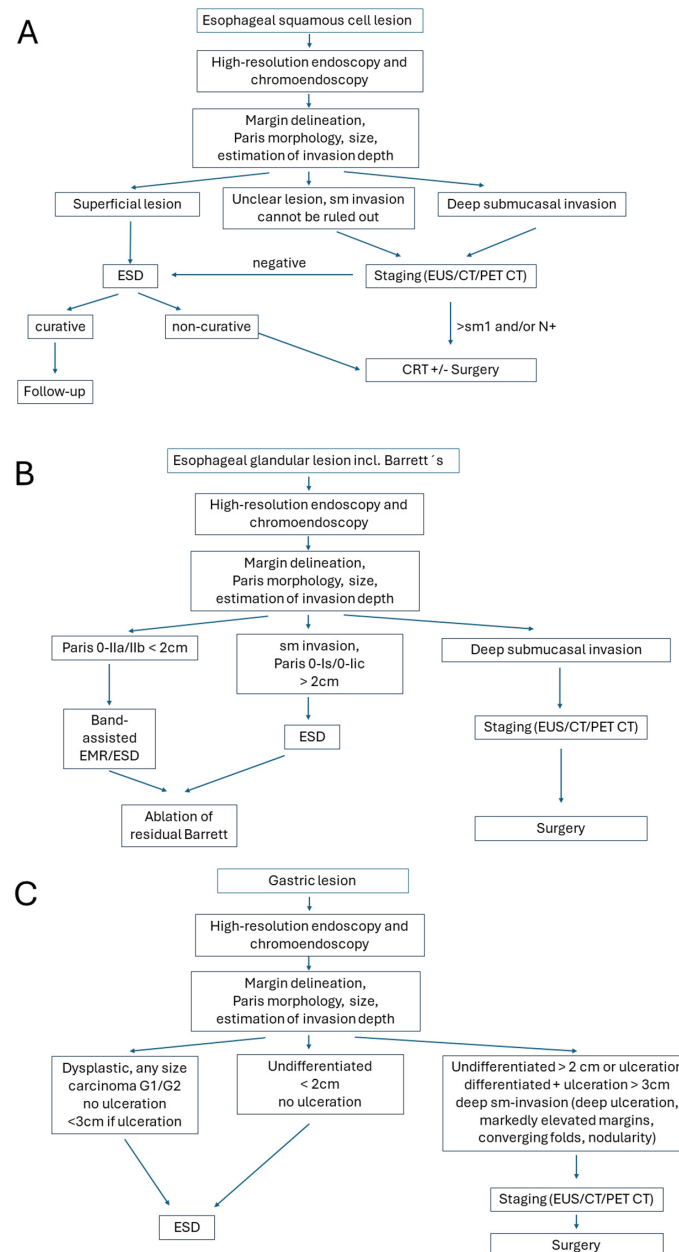 A
Esophageal squamous cell lesion
High-resolution endoscopy and
chromoendoscopy
Margin delineation,
Paris morphology, size,
estimation of invasion depth
Superficial lesion
Unclear lesion, sm invasion
cannot be ruled out
Deep submucasal invasion
ESD
negative
Staging (EUS/CT/PET CT)
curative
non-curative
>sm1 and/or N+
CRT +/- Surgery
Follow-up
B
Esophageal glandular lesion incl. Barrett´s
High-resolution endoscopy and
chromoendoscopy
Margin delineation,
Paris morphology, size,
estimation of invasion depth
Paris 0-IIa/IIb < 2cm
sm invasion,
Paris 0-Is/0-Iic
> 2cm
Deep submucasal invasion
Band-
assisted
EMR/ESD
ESD
Staging (EUS/CT/PET CT)
Ablation of
residual Barrett
Surgery
C
Gastric lesion
High-resolution endoscopy and
chromoendoscopy
Margin delineation,
Paris morphology, size,
estimation of invasion depth
Dysplastic, any size
carcinoma G1/G2
no ulceration
<3cm if ulceration
Undifferentiated
< 2cm
no ulceration
Undifferentiated > 2 cm or ulceration
differentiated + ulceration > 3cm
deep sm-invasion (deep ulceration,
markedly elevated margins,
converging folds, nodularity)
ESD
Staging (EUS/CT/PET CT)
Surgery